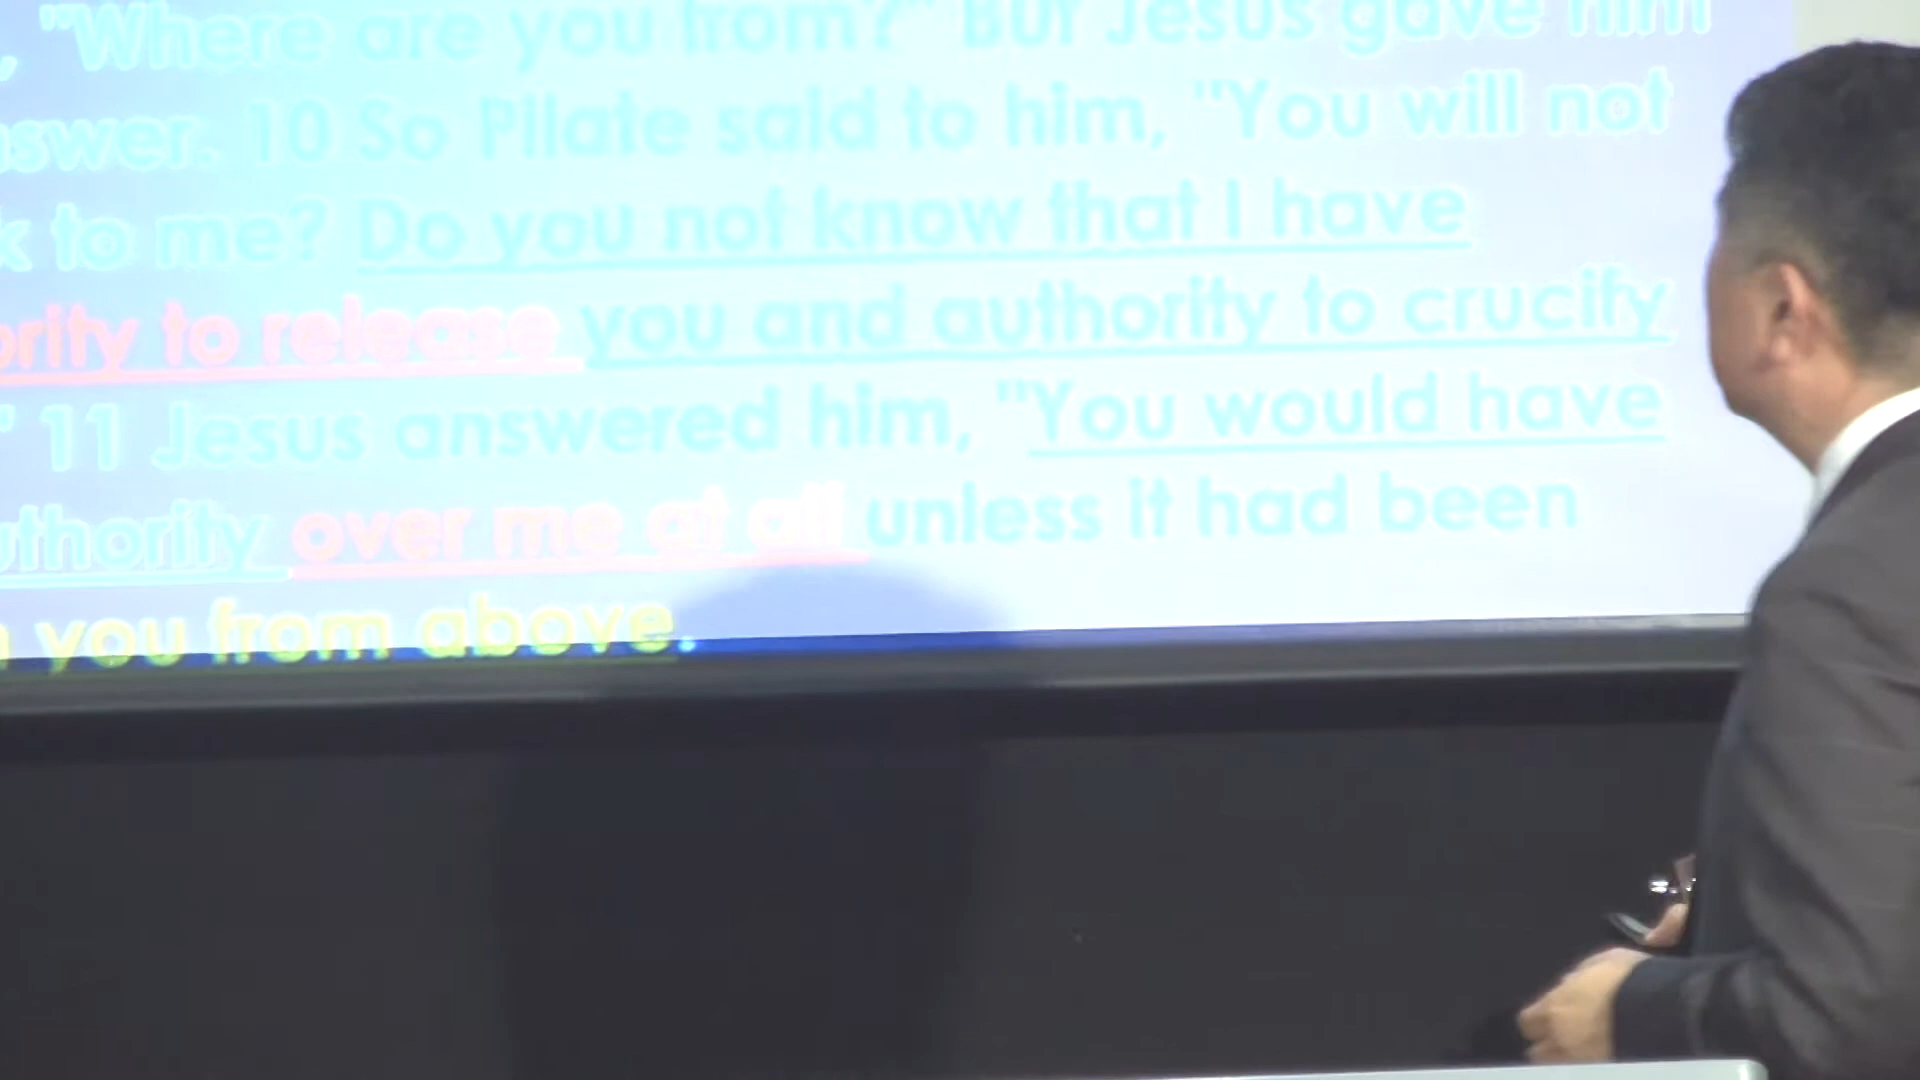 , "Where are you from?" But Jesus gave him
swer. 10 So Pilate said to him, "You will not
k to me? Do you not know that I have
ority to release you and authority to crucify
" 11 Jesus answered him, "You would have
uthority over me at all unless it had been
you from above.